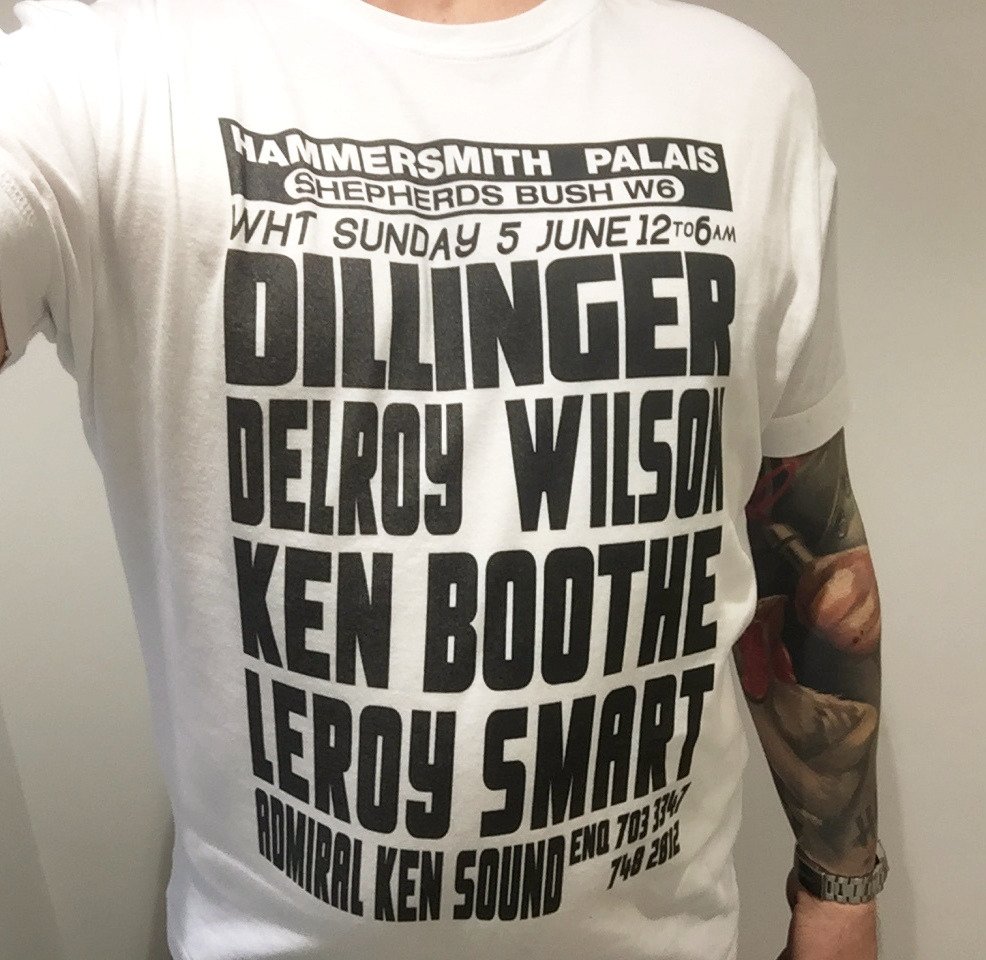 HAMMERSMITH PALAIS
SHEPHERDS BUSH W6
WHT SUNDAY 5 JUNE 12 TO 6 AM
DILLINGER
DELROY WILSON
KEN BOOTHE
LEROY SMART
ADMIRAL KEN SOUND ENQ 703 3347
748 2812